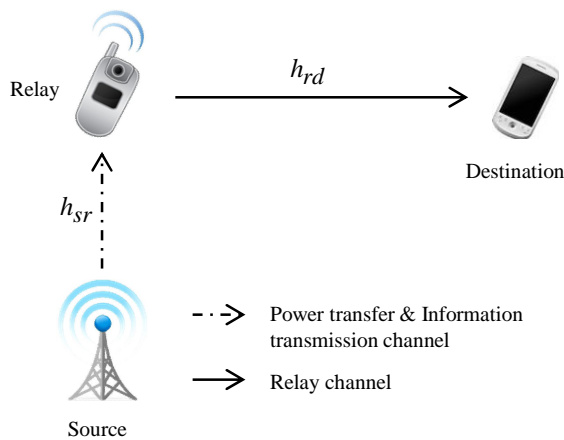 Relay
h_rd
Destination
h_sr
Power transfer & Information
transmission channel
Relay channel
Source